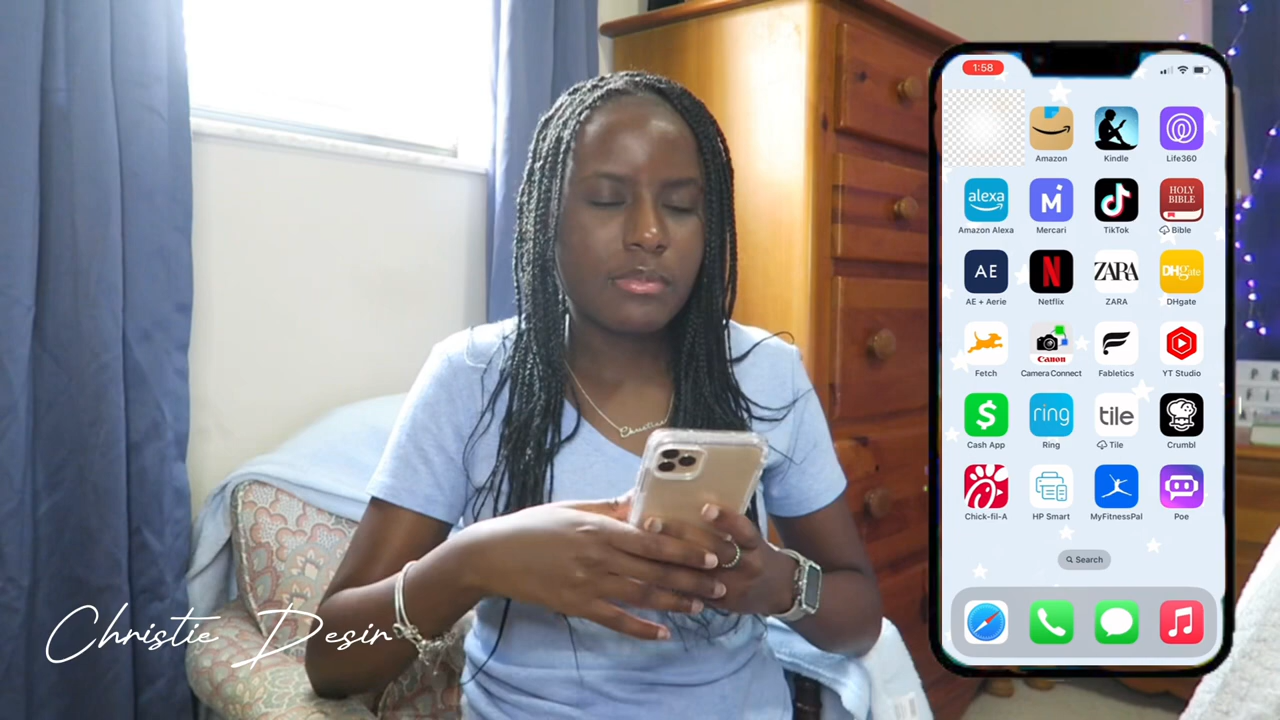 1:58
Amazon
Kindle
Life360
alexa
HOLY
BIBLE
Amazon Alexa
Mercari
TikTok
Bible
AE
ZARA
DHgate
AE + Aerie
Netflix
ZARA
DHgate
Canon
Fetch
Camera Connect
Fabletics
YT Studio
ring
tile
Cash App
Ring
Tile
Crumbl
Chick-fil-A
HP Smart
MyFitnessPal
Poe
Search
Christie Desir